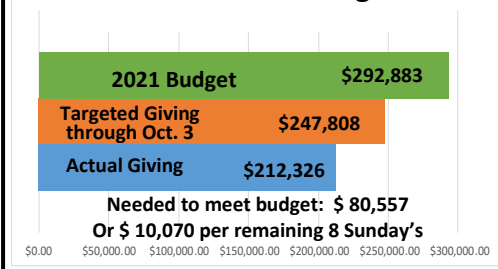 2021 Budget $292,883
Targeted Giving
through Oct. 3 $247,808
Actual Giving $212,326
Needed to meet budget: $ 80,557
Or $ 10,070 per remaining 8 Sunday's
$0.00 $50,000.00 $100,000.00 $150,000.00 $200,000.00 $250,000.00 $300,000.00